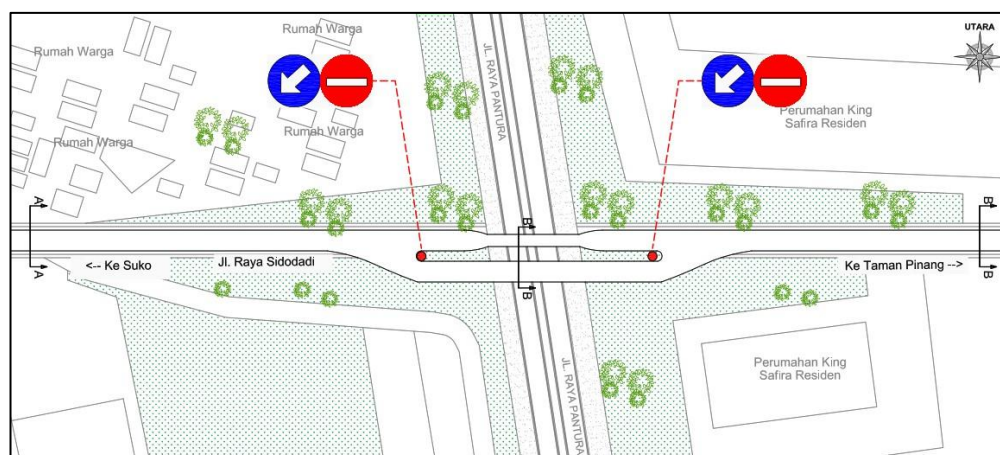 Rumah Warga
Rumah Warga
UTARA
JL. RAYA PANTURA
Perumahan King
Safira Residen
Rumah Warga
Rumah Warga
A
B
B
<-- Ke Suko
Jl. Raya Sidodadi
Ke Taman Pinang -->
A
B
B
JL. RAYA PANTURA
Perumahan King
Safira Residen